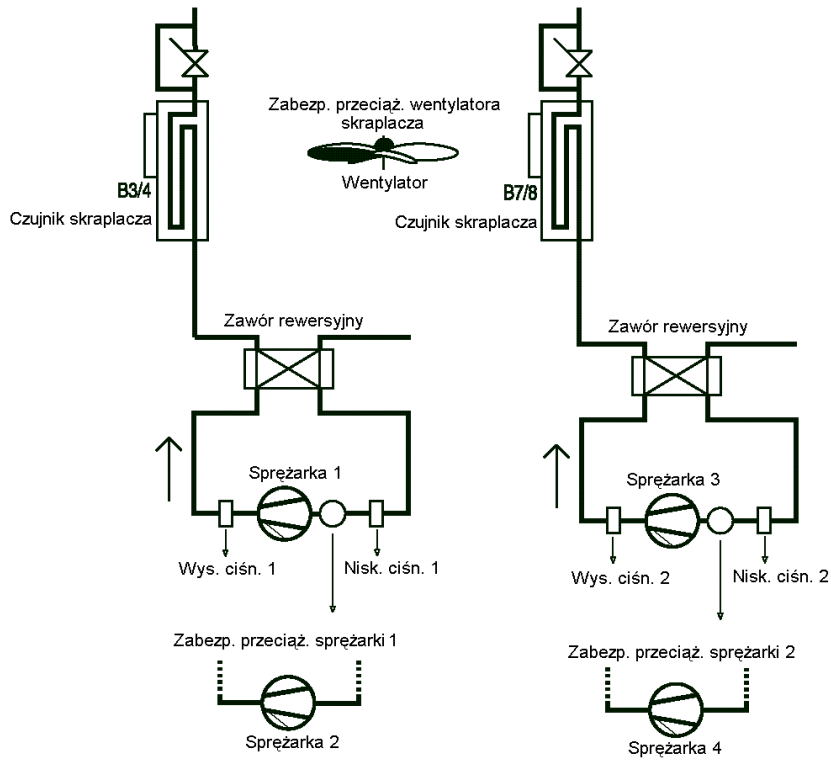 Zabezp. przeciąż. wentylatora
skraplacza
Wentylator
B3/4
Czujnik skraplacza
B7/8
Czujnik skraplacza
Zawór rewersyjny
Zawór rewersyjny
Sprężarka 1
Sprężarka 3
Wys. ciśn. 1
Nisk. ciśn. 1
Wys. ciśn. 2
Nisk. ciśn. 2
Zabezp. przeciąż. sprężarki 1
Zabezp. przeciąż. sprężarki 2
Sprężarka 2
Sprężarka 4